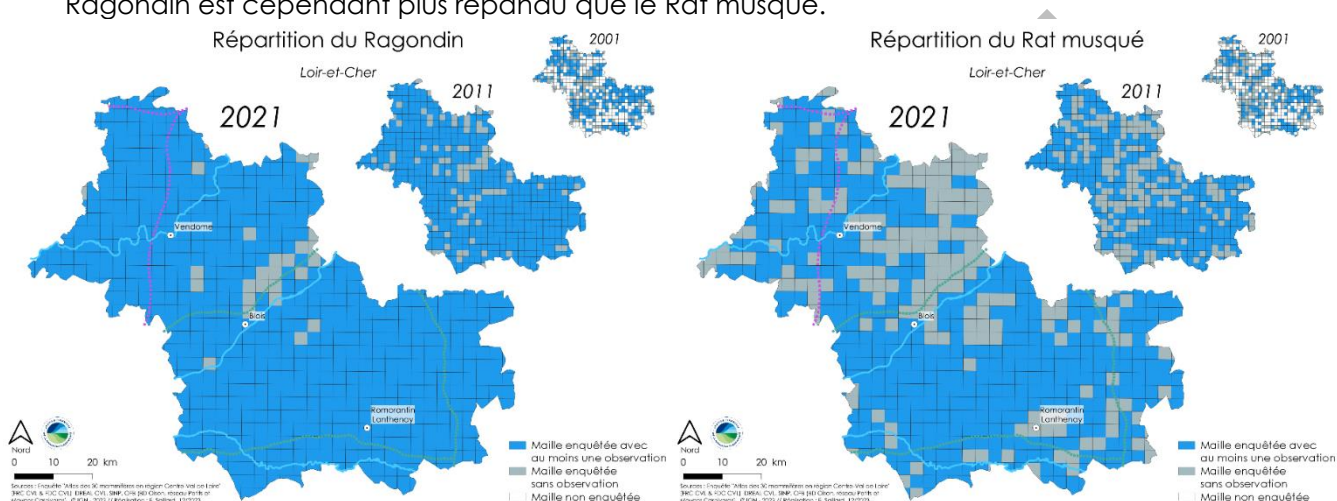 Ragondin est cependant plus répandu que le Rat musqué.
Répartition du Ragondin
Loir-et-Cher
2021
2011
2001
Vendome
Blois
Romorantin
Lanthenay
Nord
0 10 20 km
Maille enquêtée avec
au moins une observation
Maille enquêtée
sans observation
Maille non enquêtée
Répartition du Rat musqué
Loir-et-Cher
2021
2011
2001
Vendome
Blois
Romorantin
Lanthenay
Nord
0 10 20 km
Maille enquêtée avec
au moins une observation
Maille enquêtée
sans observation
Maille non enquêtée